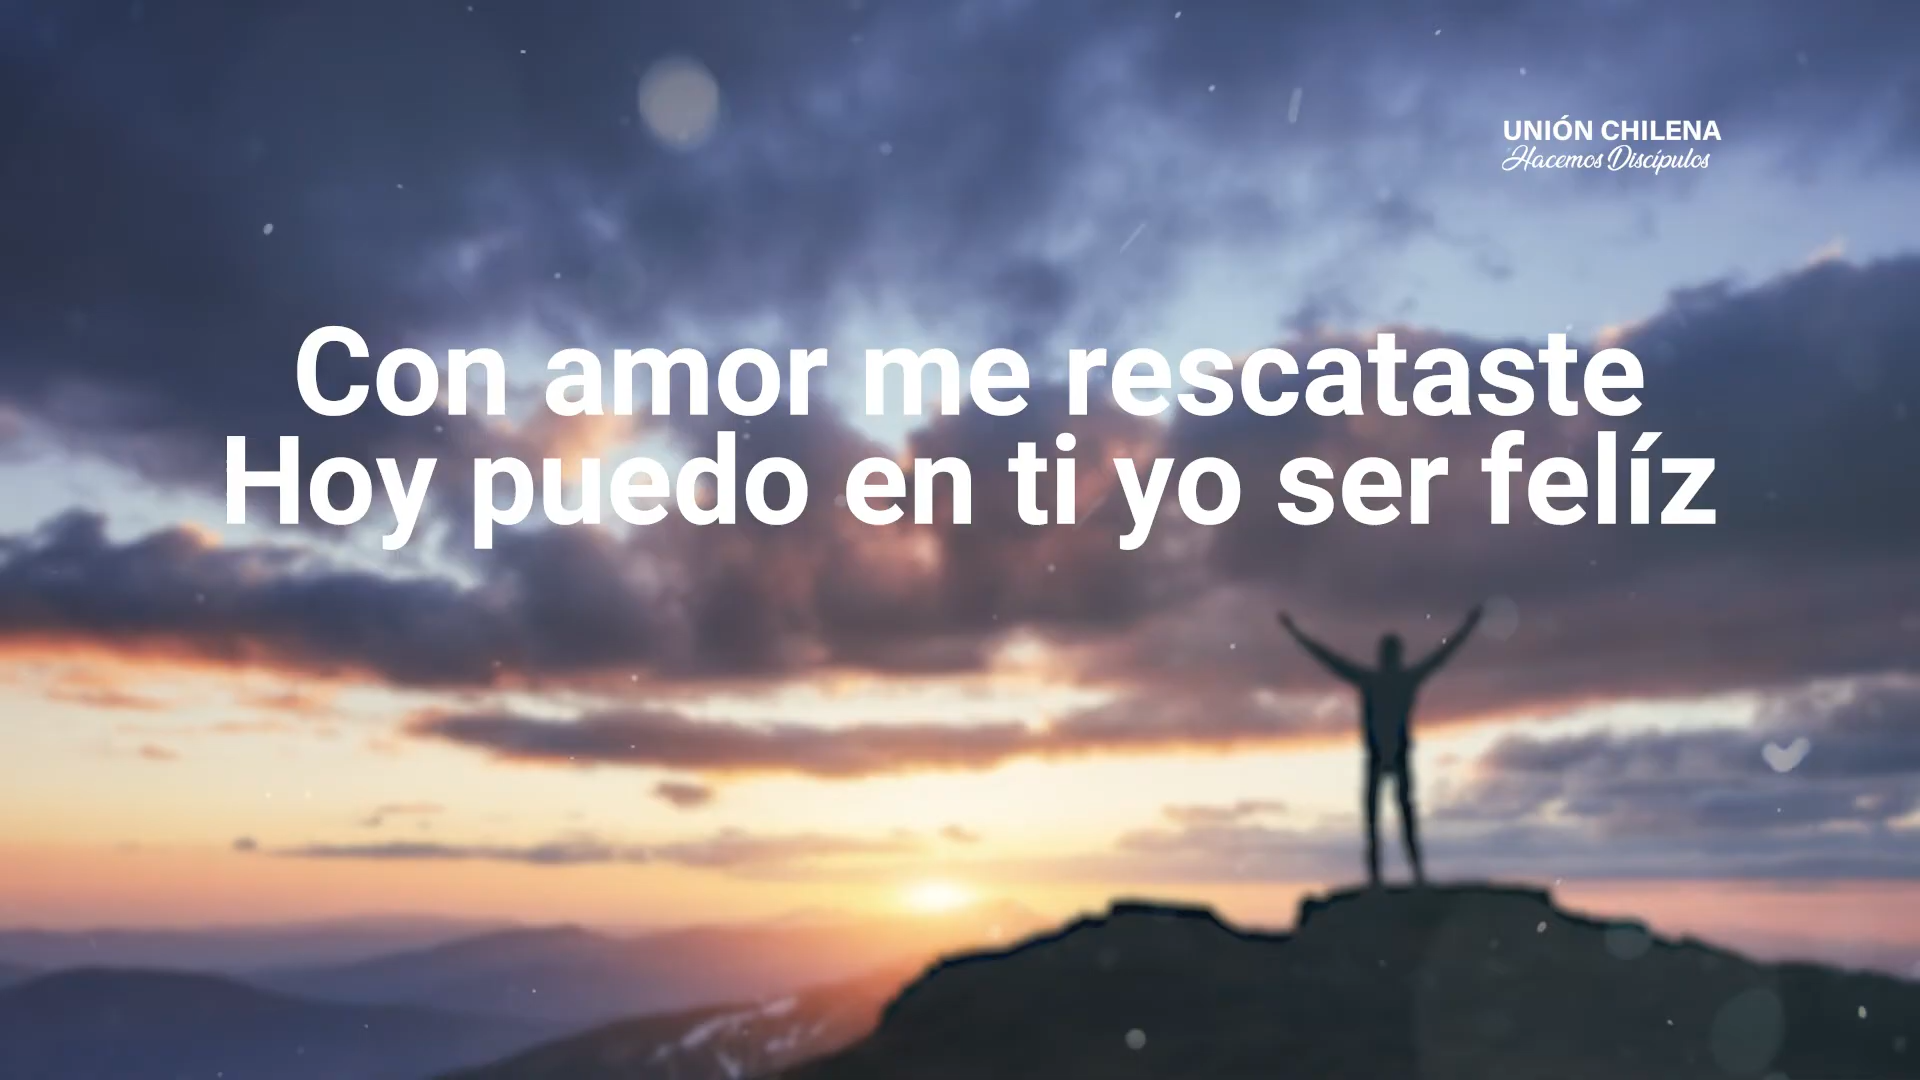 UNIÓN CHILENA
Hacemos Discípulos
Con amor me rescataste
Hoy puedo en ti yo ser felíz